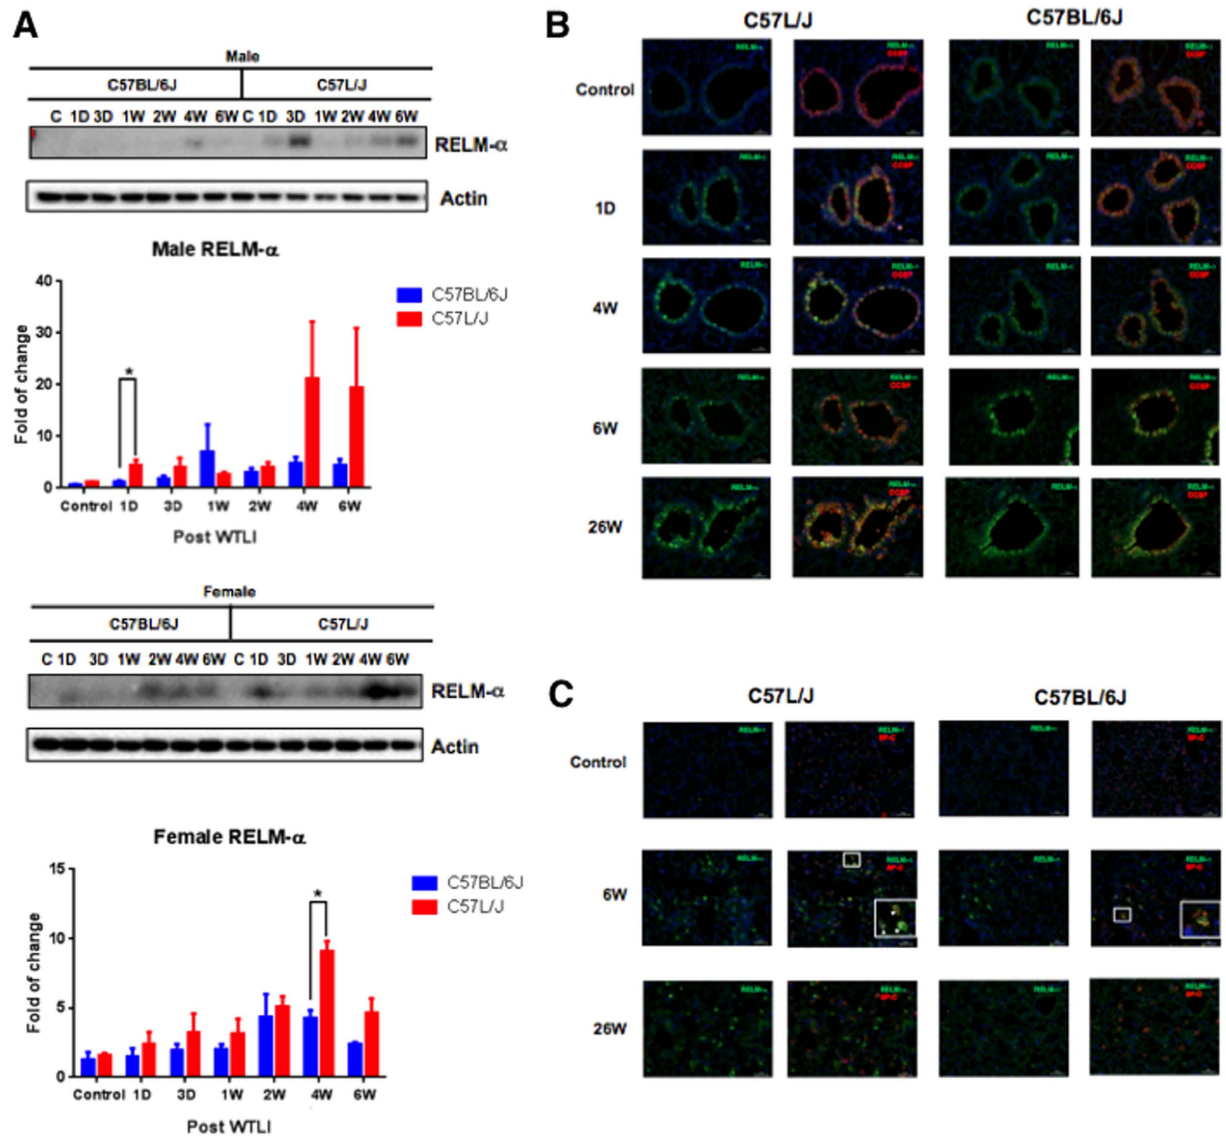 A
Male
C57BL/6J C57L/J
C 1D 3D 1W 2W 4W 6W C 1D 3D 1W 2W 4W 6W
RELM-α
Actin
Male RELM-α
Fold of change
40
30
20
10
0
*
C57BL/6J
C57L/J
Control 1D 3D 1W 2W 4W 6W
Post WTLI
Female
C57BL/6J C57L/J
C 1D 3D 1W 2W 4W 6W C 1D 3D 1W 2W 4W 6W
RELM-α
Actin
Female RELM-α
Fold of change
15
10
5
0
*
C57BL/6J
C57L/J
Control 1D 3D 1W 2W 4W 6W
Post WTLI
B
C57L/J C57BL/6J
Control
1D
4W
6W
26W
C
C57L/J C57BL/6J
Control
6W
26W